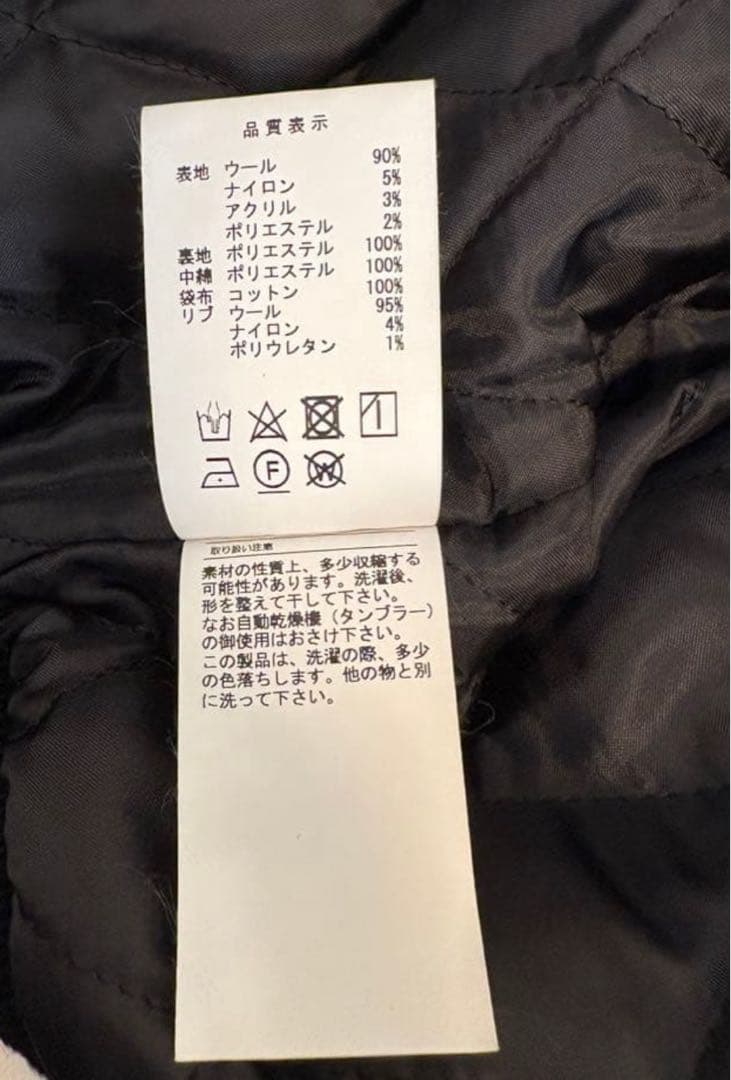 品質表示
表地 ウール 90%
ナイロン 5%
アクリル 3%
ポリエステル 2%
裏地 ポリエステル 100%
中綿 ポリエステル 100%
袋布 コットン 100%
リブ ウール 95%
ナイロン 4%
ポリウレタン 1%
F
W
取り扱い注意
素材の性質上、多少収縮する
可能性があります。洗濯後、
形を整えて干して下さい。
なお自動乾燥機(タンブラー)
の御使用はおさけ下さい。
この製品は、洗濯の際、多少
の色落ちします。他の物と別
に洗って下さい。